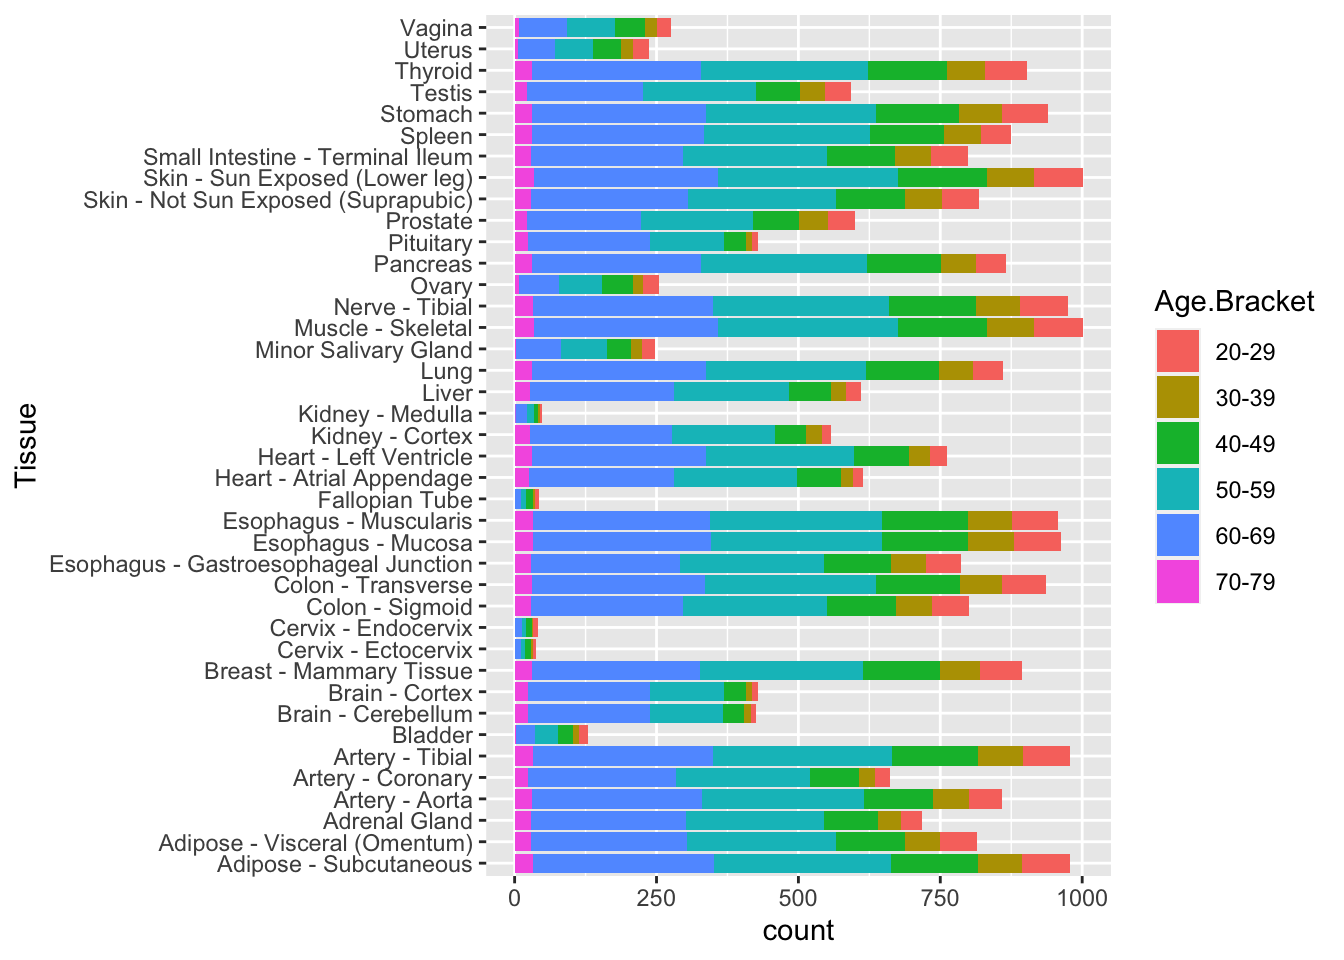 Vagina
Uterus
Thyroid
Testis
Stomach
Spleen
Small Intestine - Terminal Ileum
Skin - Sun Exposed (Lower leg)
Skin - Not Sun Exposed (Suprapubic)
Prostate
Pituitary
Pancreas
Ovary
Nerve - Tibial
Muscle - Skeletal
Minor Salivary Gland
Lung
Liver
Kidney - Medulla
Kidney - Cortex
Heart - Left Ventricle
Heart - Atrial Appendage
Fallopian Tube
Esophagus - Muscularis
Esophagus - Mucosa
Esophagus - Gastroesophageal Junction
Colon - Transverse
Colon - Sigmoid
Cervix - Endocervix
Cervix - Ectocervix
Breast - Mammary Tissue
Brain - Cortex
Brain - Cerebellum
Bladder
Artery - Tibial
Artery - Coronary
Artery - Aorta
Adrenal Gland
Adipose - Visceral (Omentum)
Adipose - Subcutaneous
Tissue
0 250 500 750 1000
count
Age.Bracket
20-29
30-39
40-49
50-59
60-69
70-79